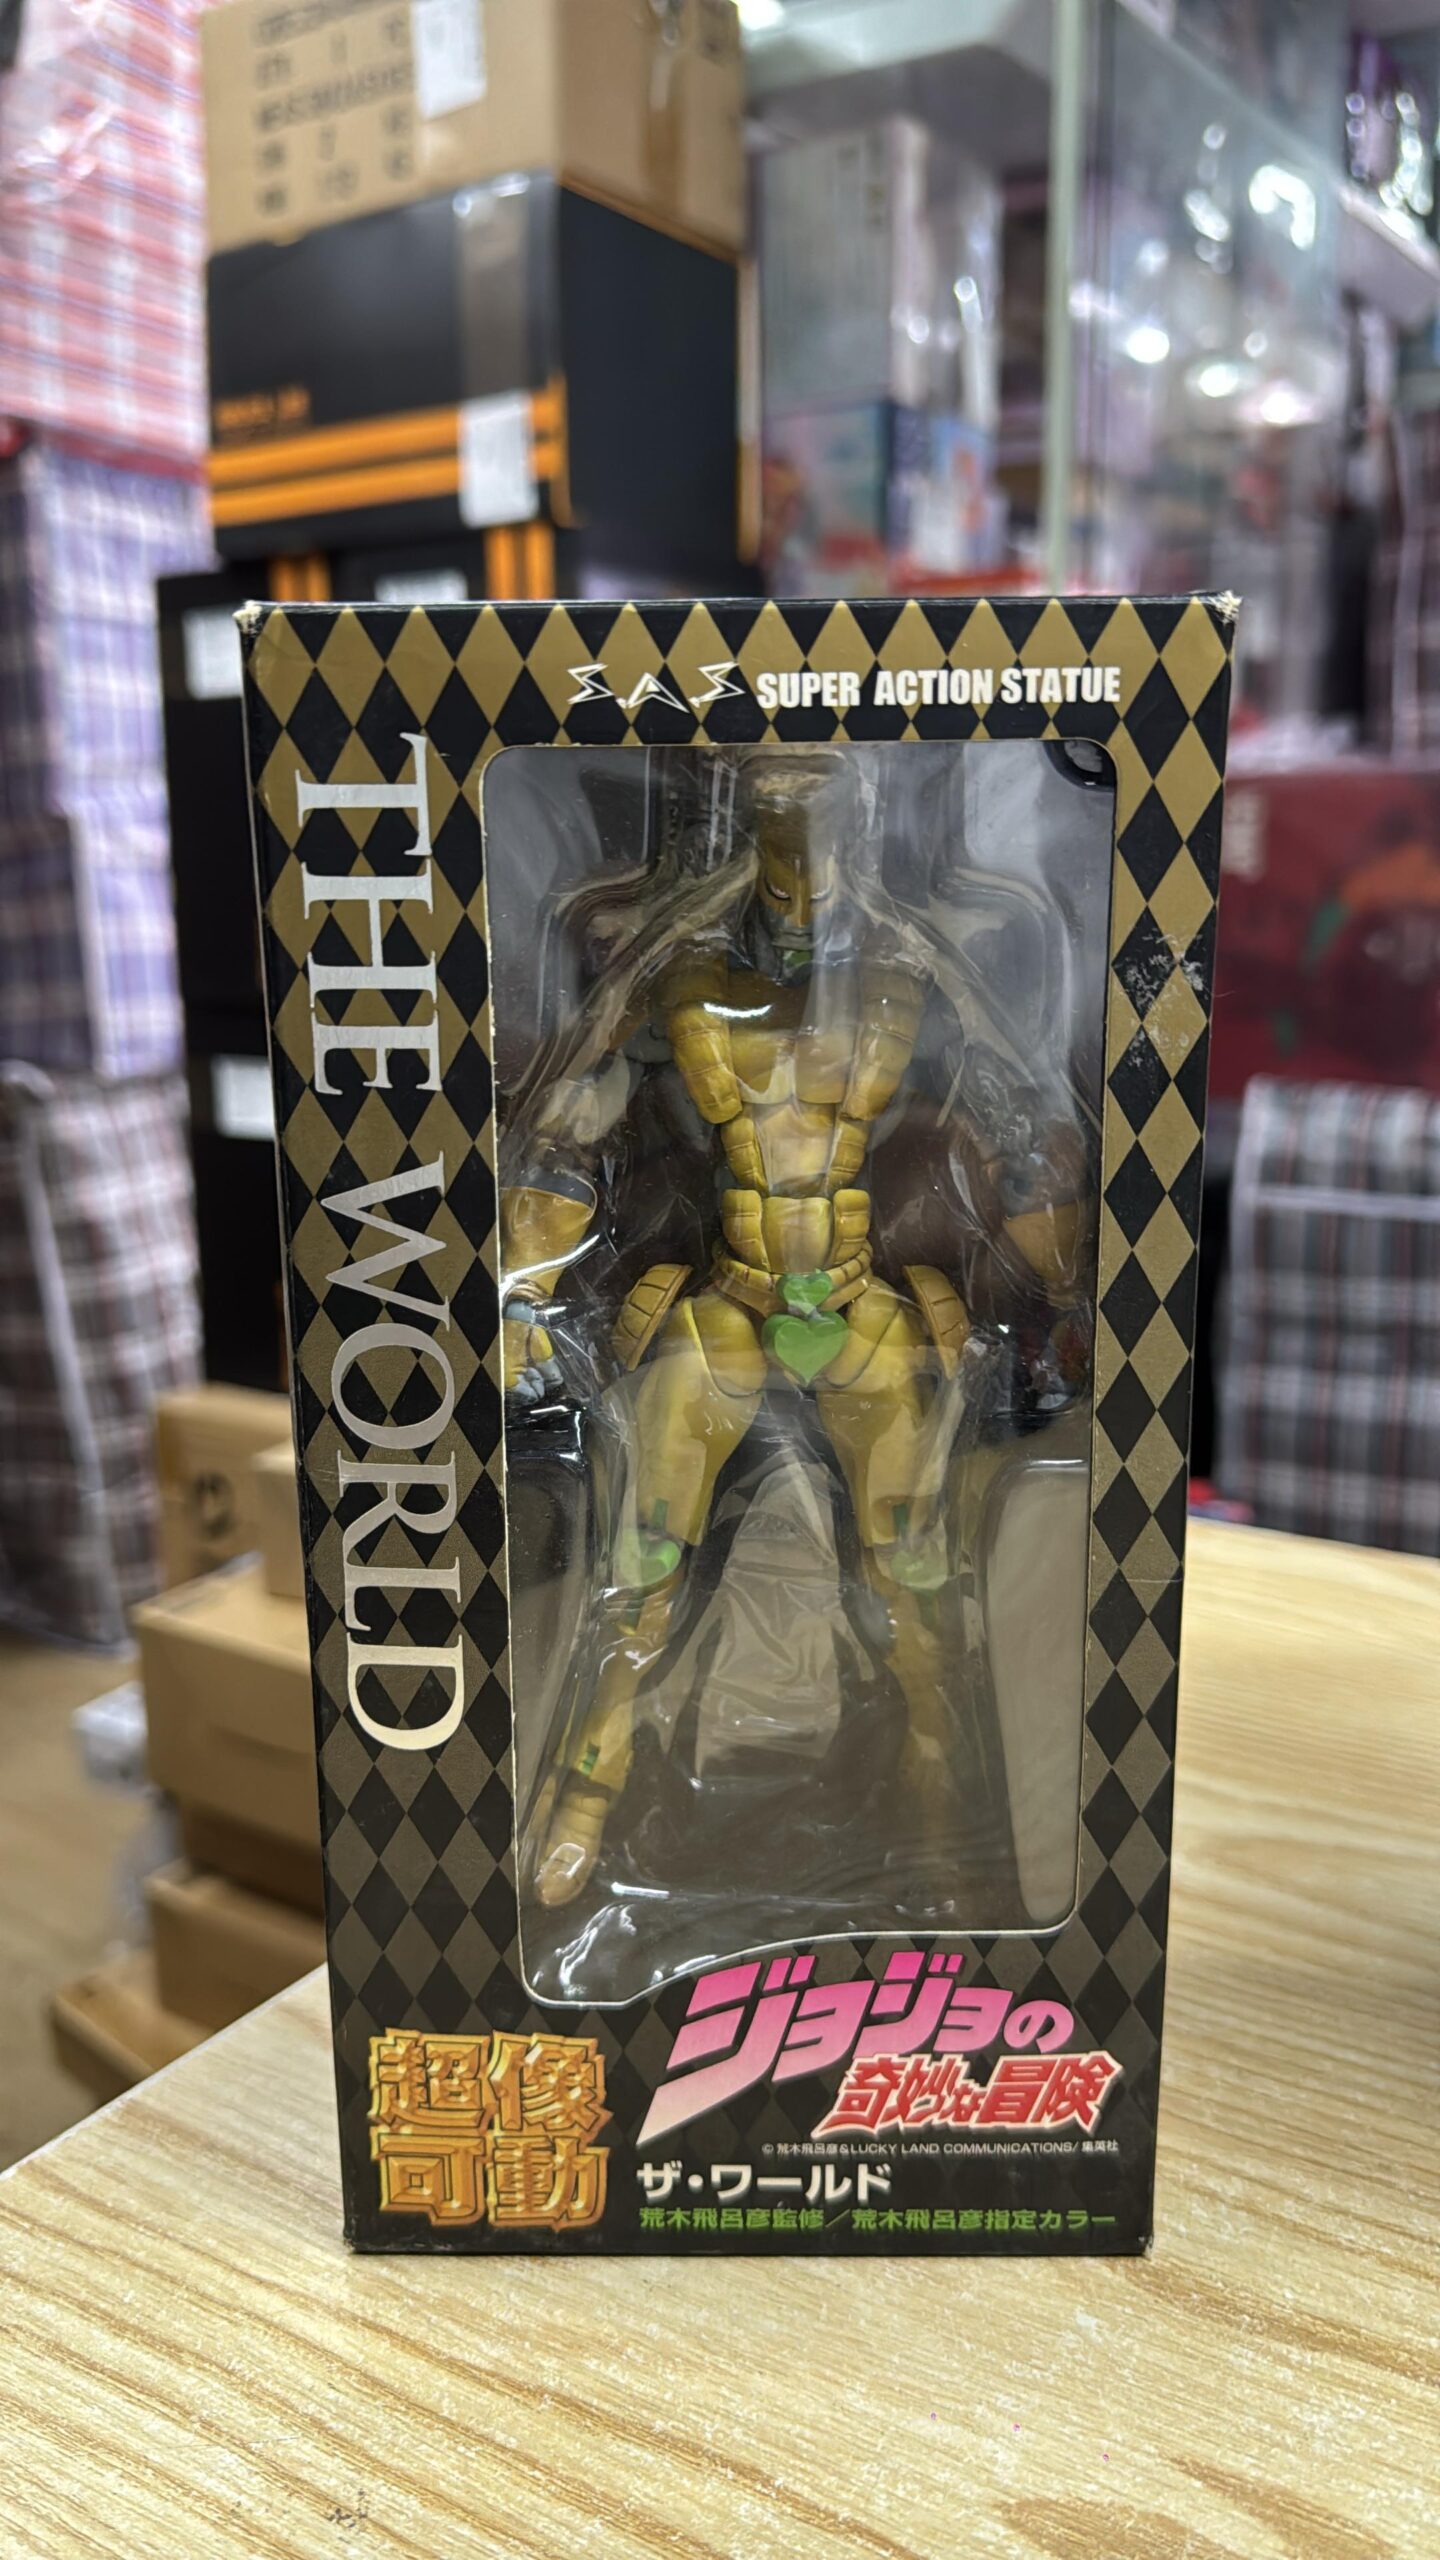 S.A.S SUPER ACTION STATUE
THE WORLD
ジョジョの
奇妙な冒険
超像
可動
© 荒木飛呂彦&LUCKY LAND COMMUNICATIONS/集英社
ザ・ワールド
荒木飛呂彦監修/荒木飛呂彦指定カラー